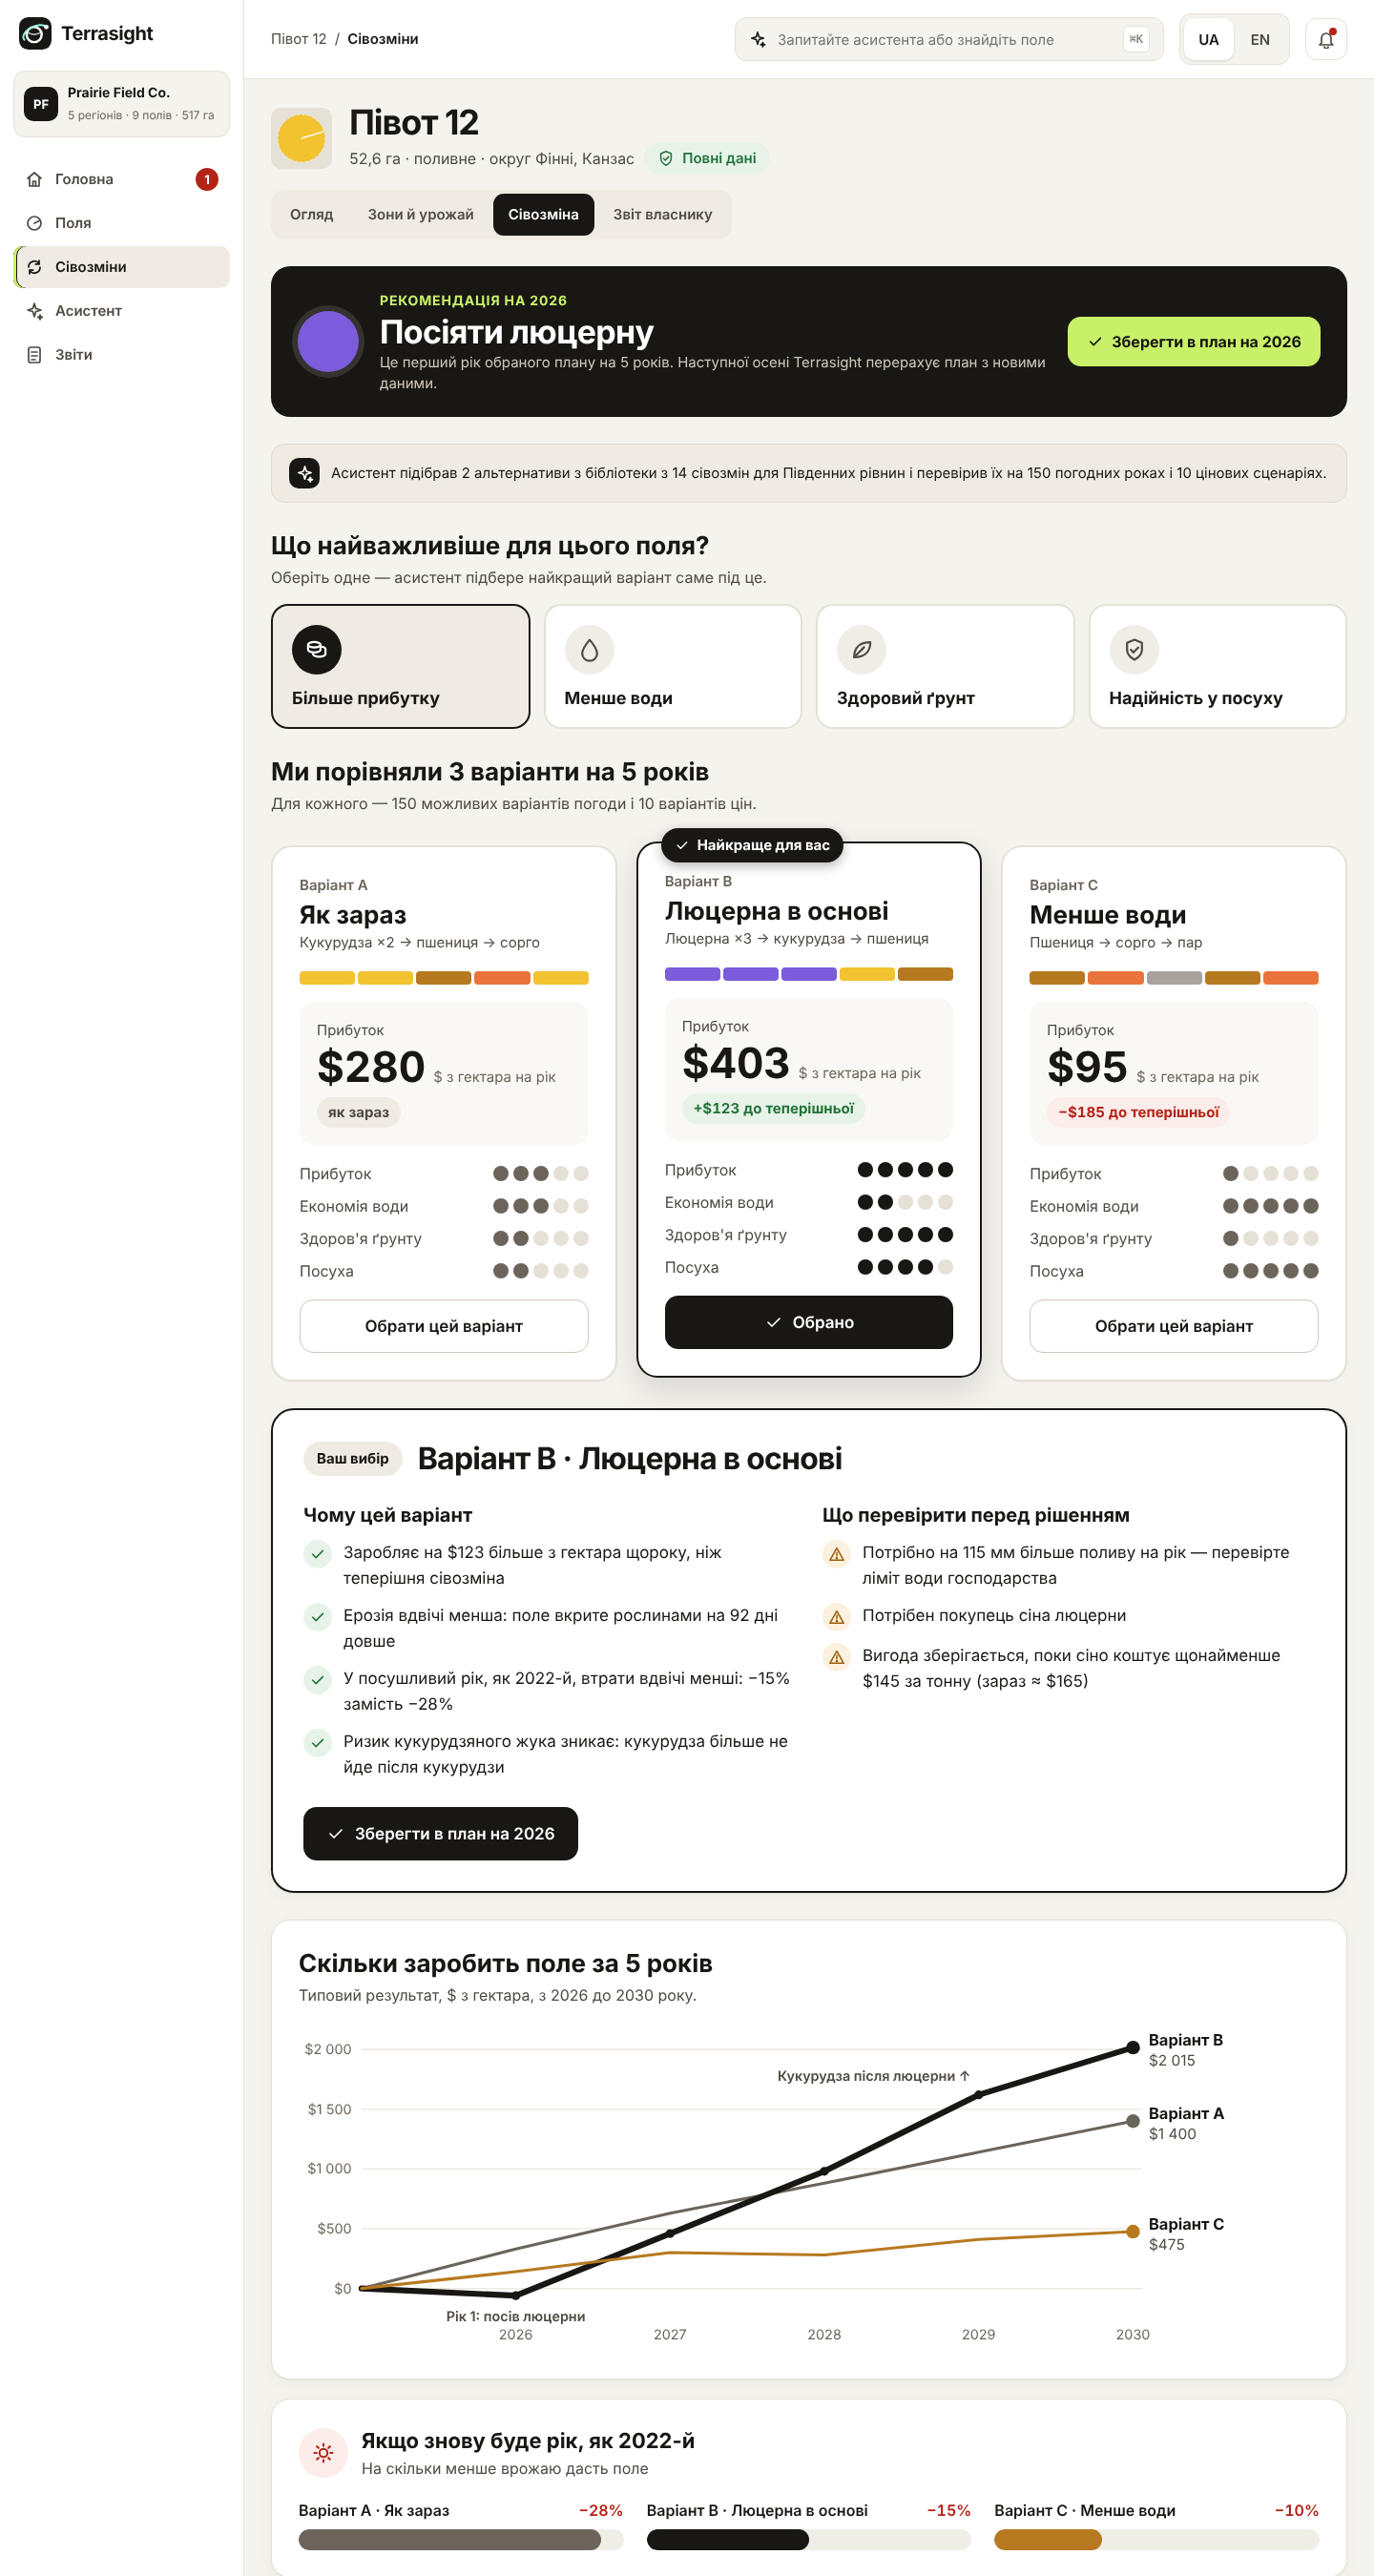 Terrasight
PF
Prairie Field Co.
5 регіонів · 9 полів · 517 га
Головна
1
Поля
Сівозміни
Асистент
Звіти
Півот 12 / Сівозміни
Запитайте асистента або знайдіть поле
⌘K
UA
EN
Півот 12
52,6 га · поливне · округ Фінні, Канзас
Повні дані
Огляд
Зони й урожай
Сівозміна
Звіт власнику
РЕКОМЕНДАЦІЯ НА 2026
Посіяти люцерну
Це перший рік обраного плану на 5 років. Наступної осені Terrasight перерахує план з новими
даними.
Зберегти в план на 2026
Асистент підібрав 2 альтернативи з бібліотеки з 14 сівозмін для Південних рівнин і перевірив їх на 150 погодних роках і 10 цінових сценаріях.
Що найважливіше для цього поля?
Оберіть одне — асистент підбере найкращий варіант саме під це.
Більше прибутку
Менше води
Здоровий ґрунт
Надійність у посуху
Ми порівняли 3 варіанти на 5 років
Для кожного — 150 можливих варіантів погоди і 10 варіантів цін.
Варіант A
Як зараз
Кукурудза ×2 → пшениця → сорго
Прибуток
$280 $ з гектара на рік
як зараз
Прибуток
Економія води
Здоров'я ґрунту
Посуха
Обрати цей варіант
Найкраще для вас
Варіант B
Люцерна в основі
Люцерна ×3 → кукурудза → пшениця
Прибуток
$403 $ з гектара на рік
+$123 до теперішньої
Прибуток
Економія води
Здоров'я ґрунту
Посуха
Обрано
Варіант C
Менше води
Пшениця → сорго → пар
Прибуток
$95 $ з гектара на рік
−$185 до теперішньої
Прибуток
Економія води
Здоров'я ґрунту
Посуха
Обрати цей варіант
Ваш вибір
Варіант B · Люцерна в основі
Чому цей варіант
Заробляє на $123 більше з гектара щороку, ніж
теперішня сівозміна
Ерозія вдвічі менша: поле вкрите рослинами на 92 дні
довше
У посушливий рік, як 2022-й, втрати вдвічі менші: −15%
замість −28%
Ризик кукурудзяного жука зникає: кукурудза більше не
йде після кукурудзи
Що перевірити перед рішенням
Потрібно на 115 мм більше поливу на рік — перевірте
ліміт води господарства
Потрібен покупець сіна люцерни
Вигода зберігається, поки сіно коштує щонайменше
$145 за тонну (зараз ≈ $165)
Зберегти в план на 2026
Скільки заробить поле за 5 років
Типовий результат, $ з гектара, з 2026 до 2030 року.
$2 000
$1 500
$1 000
$500
$0
Кукурудза після люцерни ↑
Варіант B
$2 015
Варіант A
$1 400
Варіант C
$475
Рік 1: посів люцерни
2026
2027
2028
2029
2030
Якщо знову буде рік, як 2022-й
На скільки менше врожаю дасть поле
Варіант A · Як зараз
−28%
Варіант B · Люцерна в основі
−15%
Варіант C · Менше води
−10%